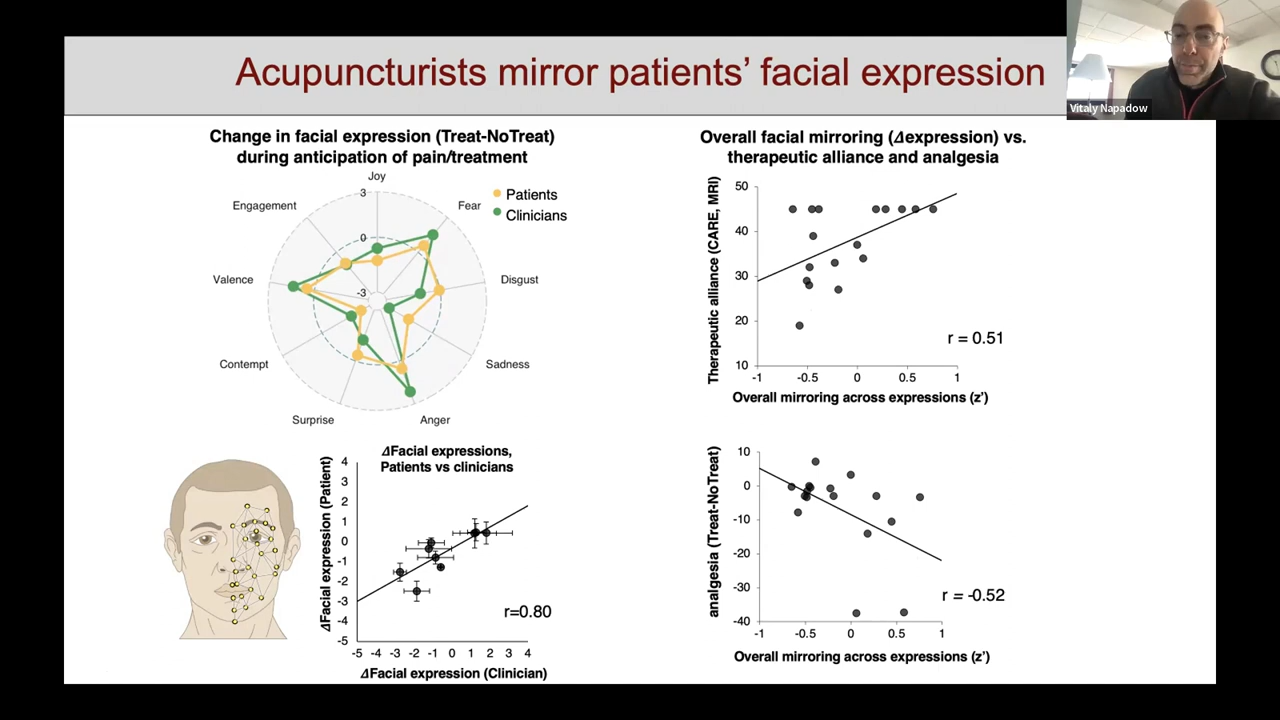 Acupuncturists mirror patients' facial expression
Vitaly Napadow
Change in facial expression (Treat-NoTreat)
during anticipation of pain/treatment
Joy
3
Patients
Clinicians
Engagement
Fear
0
Valence
Disgust
-3
Contempt
Sadness
Surprise
Anger
Overall facial mirroring (Δexpression) vs.
therapeutic alliance and analgesia
Therapeutic alliance (CARE, MRI)
50
40
30
20
10
r = 0.51
-1 -0.5 0 0.5 1
Overall mirroring across expressions (z')
ΔFacial expressions,
Patients vs clinicians
ΔFacial expression (Patient)
4
3
2
1
0
-1
-2
-3
-4
-5
r=0.80
-5 -4 -3 -2 -1 0 1 2 3 4
ΔFacial expression (Clinician)
analgesia (Treat-NoTreat)
10
0
-10
-20
-30
-40
r = -0.52
-1 -0.5 0 0.5 1
Overall mirroring across expressions (z')